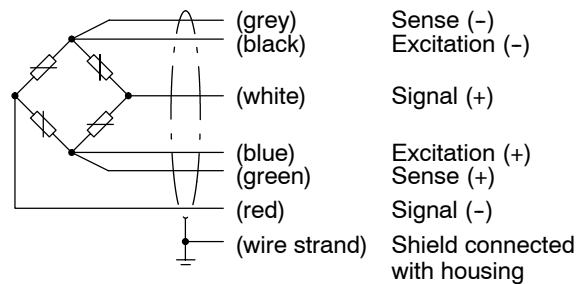 (grey) Sense (–)
(black) Excitation (–)
(white) Signal (+)
(blue) Excitation (+)
(green) Sense (+)
(red) Signal (–)
(wire strand) Shield connected
with housing